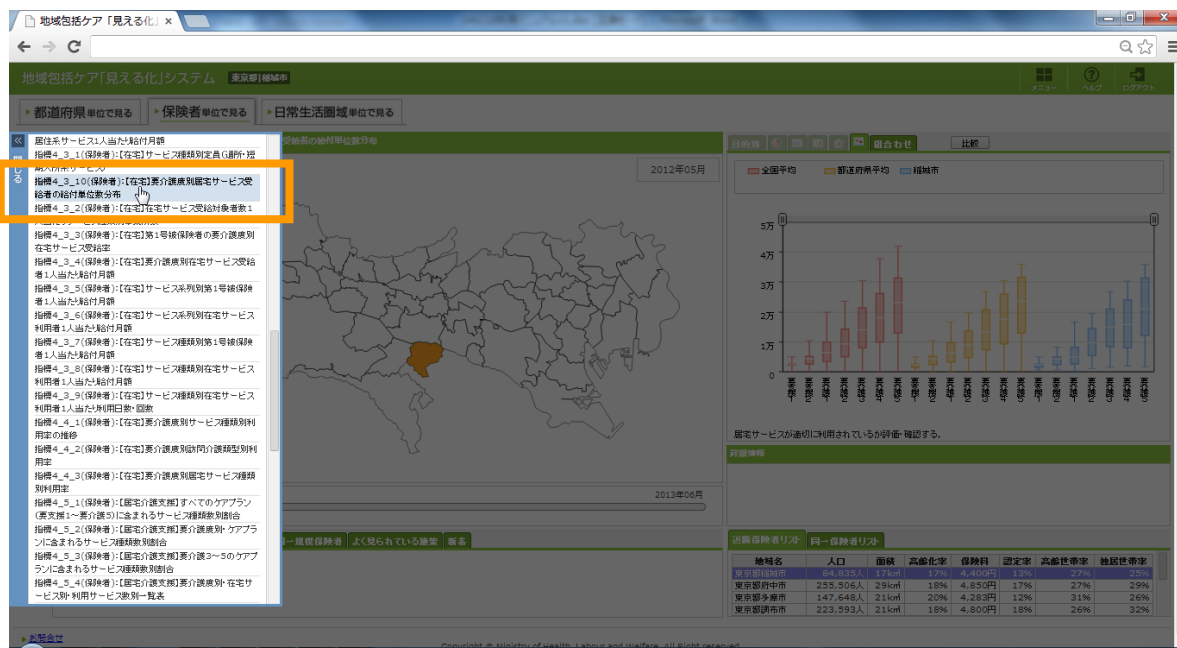 地域包括ケア「見える化」
地域包括ケア「見える化」システム 東京都|稲城市
メニュー ヘルプ ログアウト
都道府県単位で見る 保険者単位で見る 日常生活圏域単位で見る
居住系サービス1人当たり給付月額
指標4_3_1(保険者):【在宅】サービス種類別定員(通所・短
指標4_3_10(保険者):【在宅】要介護度別居宅サービス受
給者の給付単位数分布
指標4_3_2(保険者):【在宅】在宅サービス受給対象者数1
指標4_3_3(保険者):【在宅】第1号被保険者の要介護度別
在宅サービス受給率
指標4_3_4(保険者):【在宅】要介護度別在宅サービス受給
者1人当たり給付月額
指標4_3_5(保険者):【在宅】サービス系列別第1号被保険
者1人当たり給付月額
指標4_3_6(保険者):【在宅】サービス系列別在宅サービス
利用者1人当たり給付月額
指標4_3_7(保険者):【在宅】サービス種類別第1号被保険
者1人当たり給付月額
指標4_3_8(保険者):【在宅】サービス種類別在宅サービス
利用者1人当たり給付月額
指標4_3_9(保険者):【在宅】サービス種類別在宅サービス
利用者1人当たり利用日数・回数
指標4_4_1(保険者):【在宅】要介護度別サービス種類別利
用率の推移
指標4_4_2(保険者):【在宅】要介護度別訪問介護類型別利
用率
指標4_4_3(保険者):【在宅】要介護度別居宅サービス種類
別利用率
指標4_5_1(保険者):【居宅介護支援】すべてのケアプラン
(要支援1～要介護5)に含まれるサービス種類数別割合
指標4_5_2(保険者):【居宅介護支援】要介護度別・ケアプラ
ンに含まれるサービス種類数別割合
指標4_5_3(保険者):【居宅介護支援】要介護3～5のケアプ
ランに含まれるサービス種類数別割合
指標4_5_4(保険者):【居宅介護支援】要介護度別・在宅サ
ービス別・利用サービス数別一覧表
受給者の給付単位数分布
2012年05月
2013年06月
同一規模保険者 よく見られている施策 新着
目的別 組合わせ 比較
全国平均 都道府県平均 稲城市
5万
4万
3万
2万
1万
0
居宅サービスが適切に利用されているか評価・確認する。
詳細情報
近隣保険者リスト 同一保険者リスト
地域名 人口 面積 高齢化率 保険料 認定率 高齢世帯率 独居世帯率
東京都稲城市 84,835人 17k㎡ 17% 4,400円 13% 27% 25%
東京都府中市 255,506人 29k㎡ 18% 4,850円 17% 27% 29%
東京都多摩市 147,648人 21k㎡ 20% 4,283円 12% 31% 26%
東京都調布市 223,593人 21k㎡ 18% 4,800円 18% 26% 32%
お問合せ
Copyright © Ministry of Health, Labour and Welfare, All Right reserved.